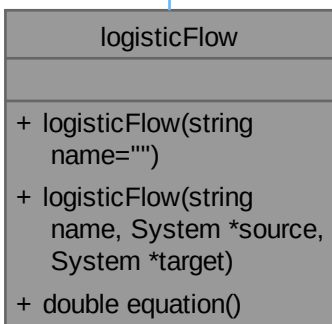 logisticFlow
+ logisticFlow(string
name="")
+ logisticFlow(string
name, System *source,
System *target)
+ double equation()